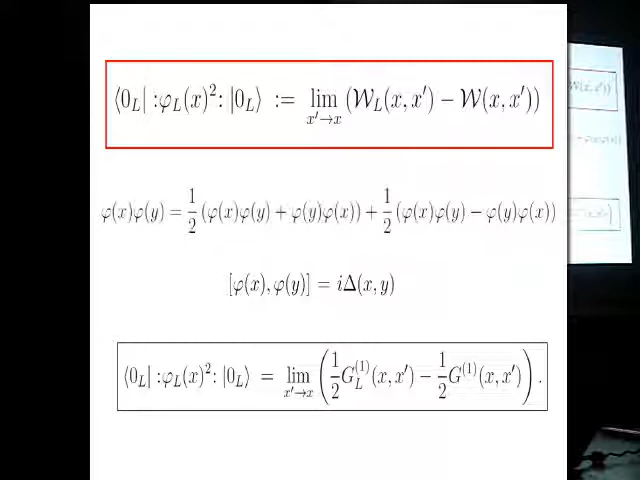 ⟨0_L| :φ_L(x)²: |0_L⟩ := lim_{x′→x} (𝒲_L(x, x′) − 𝒲(x, x′))
φ(x)φ(y) = 1/2 (φ(x)φ(y) + φ(y)φ(x)) + 1/2 (φ(x)φ(y) − φ(y)φ(x))
[φ(x), φ(y)] = iΔ(x, y)
⟨0_L| :φ_L(x)²: |0_L⟩ = lim_{x′→x} (1/2 G_L^{(1)}(x, x′) − 1/2 G^{(1)}(x, x′)) .